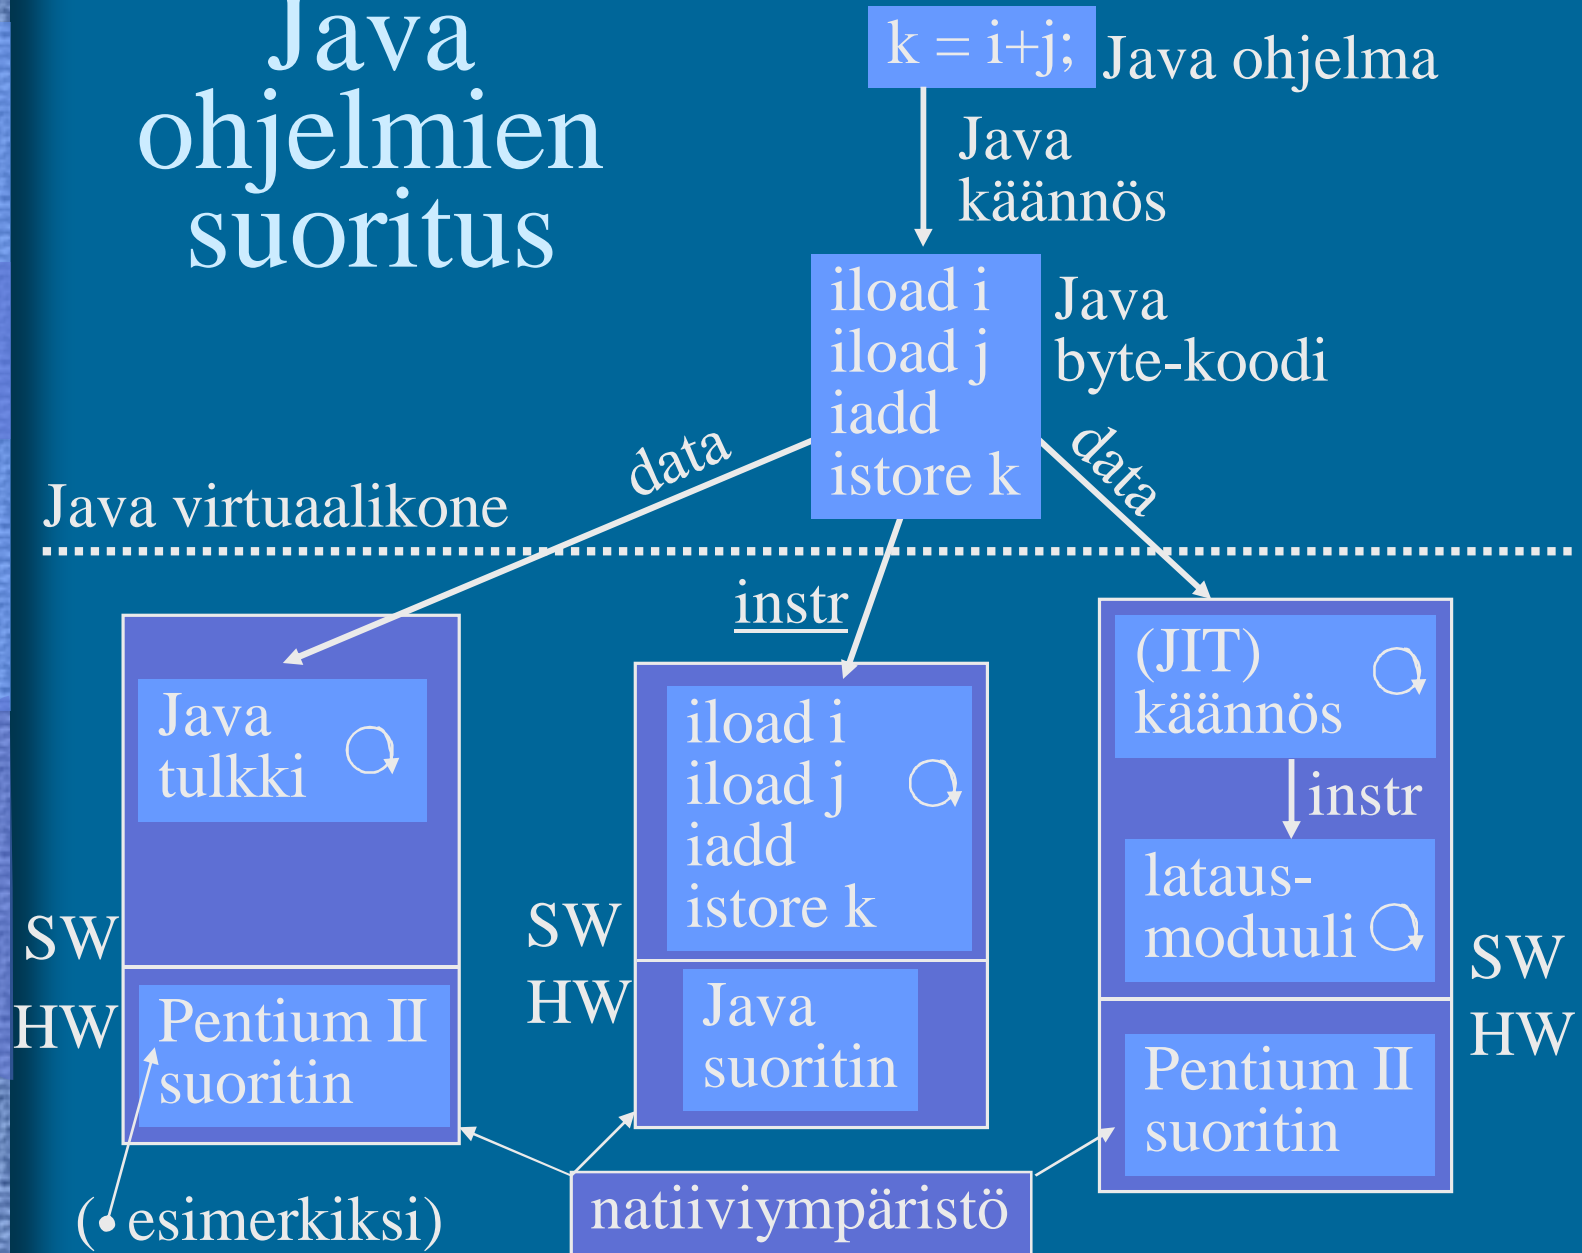 Java
ohjelmien
suoritus
k = i+j;
Java ohjelma
Java
käännös
iload i
iload j
iadd
istore k
Java
byte-koodi
data
data
Java virtuaalikone
instr
Java
tulkki
SW
HW
Pentium II
suoritin
iload i
iload j
iadd
istore k
SW
HW
Java
suoritin
(JIT)
käännös
instr
lataus-
moduuli
SW
HW
Pentium II
suoritin
(• esimerkiksi)
natiiviympäristö